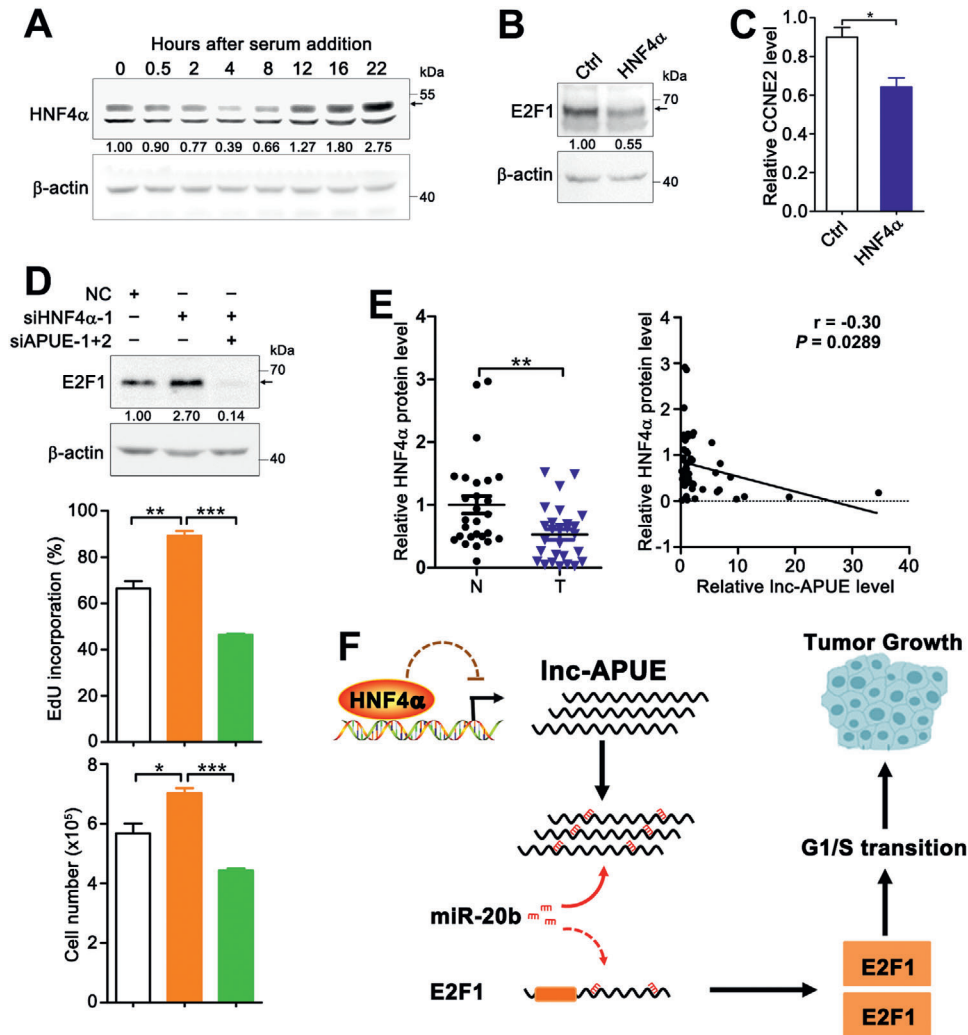 A
Hours after serum addition
0 0.5 2 4 8 12 16 22
kDa
55
HNF4α
1.00 0.90 0.77 0.39 0.66 1.27 1.80 2.75
β-actin
40
B
Ctrl HNF4α
kDa
70
E2F1
1.00 0.55
β-actin
40
C
*
Relative CCNE2 level
1.0
0.8
0.6
0.4
0.2
0.0
Ctrl HNF4α
D
NC + – –
siHNF4α-1 – + +
siAPUE-1+2 – – +
kDa
70
E2F1
1.00 2.70 0.14
β-actin
40
** ***
EdU incorporation (%)
100
80
60
40
20
0
* ***
Cell number (x10⁵)
8
6
4
2
0
E
Relative HNF4α protein level
4
3
2
1
0
**
N T
r = -0.30
P = 0.0289
Relative HNF4α protein level
4
3
2
1
0
-1
0 10 20 30 40
Relative lnc-APUE level
F
HNF4α
lnc-APUE
miR-20b
E2F1
Tumor Growth
G1/S transition
E2F1
E2F1